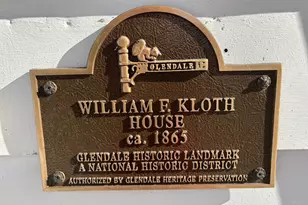 GLENDALE
WILLIAM F. KLOTH
HOUSE
ca. 1865
GLENDALE HISTORIC LANDMARK
A NATIONAL HISTORIC DISTRICT
AUTHORIZED BY GLENDALE HERITAGE PRESERVATION